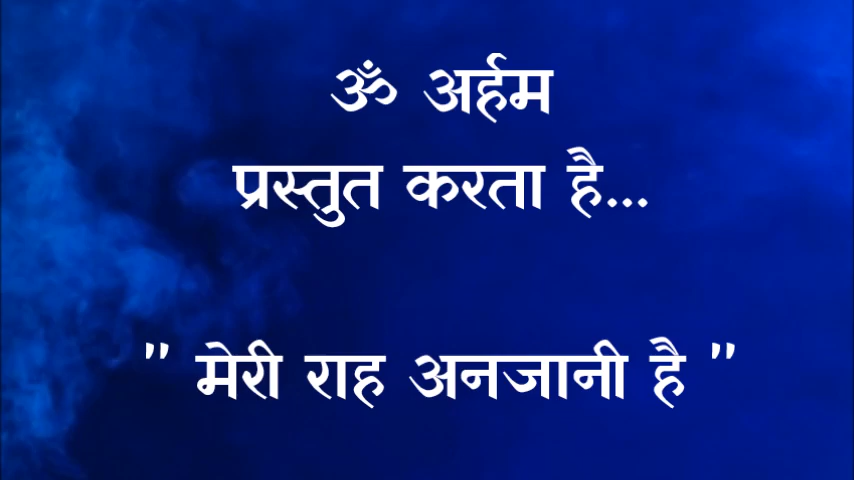 ॐ अर्हम
प्रस्तुत करता है...
" मेरी राह अनजानी है "